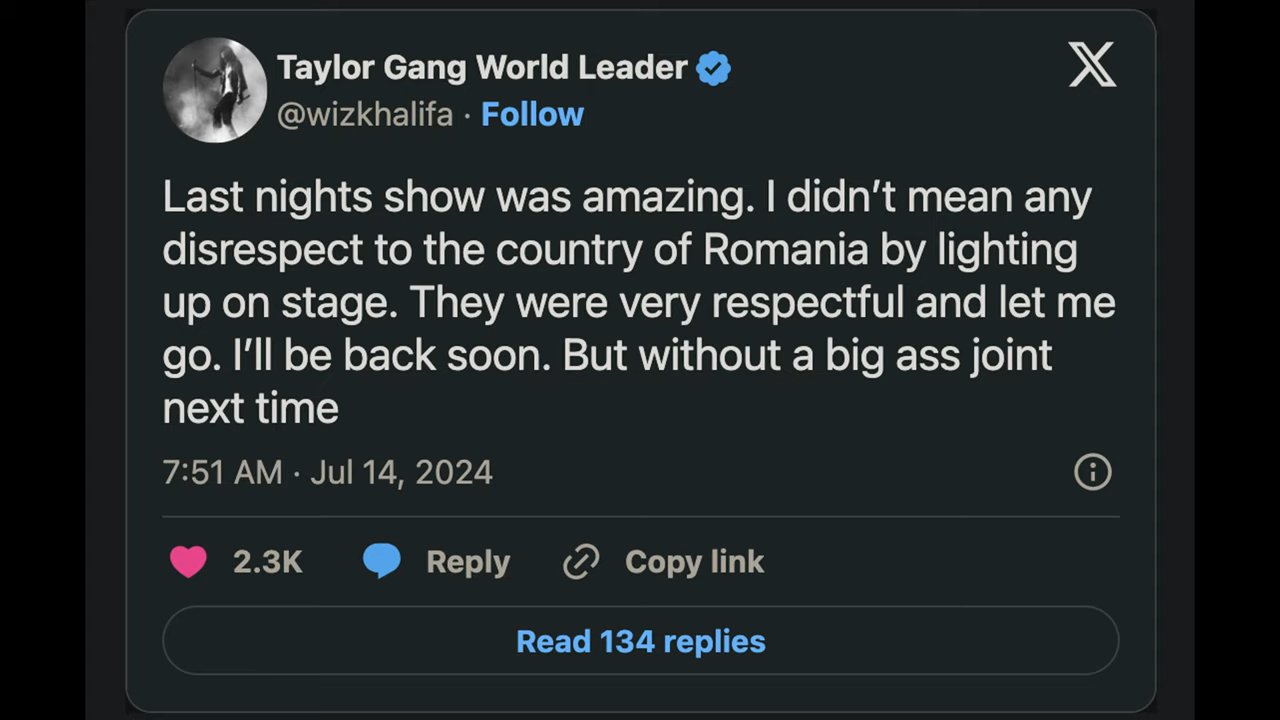 Taylor Gang World Leader
@wizkhalifa · Follow
Last nights show was amazing. I didn’t mean any
disrespect to the country of Romania by lighting
up on stage. They were very respectful and let me
go. I’ll be back soon. But without a big ass joint
next time
7:51 AM · Jul 14, 2024
2.3K Reply Copy link
Read 134 replies